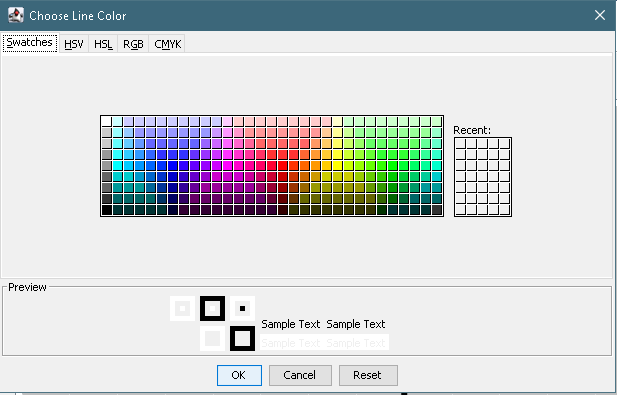 Choose Line Color
Swatches HSV HSL RGB CMYK
Recent:
Preview
Sample Text Sample Text
Sample Text Sample Text
OK Cancel Reset